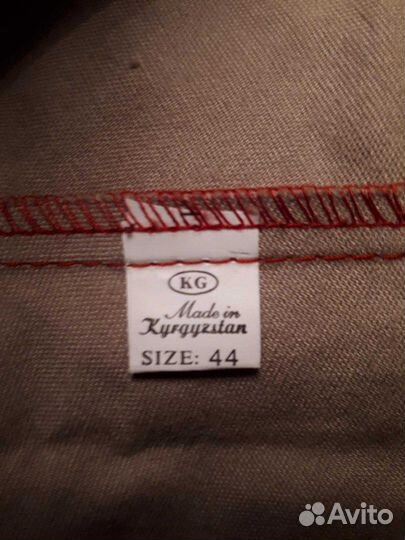 KG
Made in
Kyrgyzstan
SIZE: 44
Avito